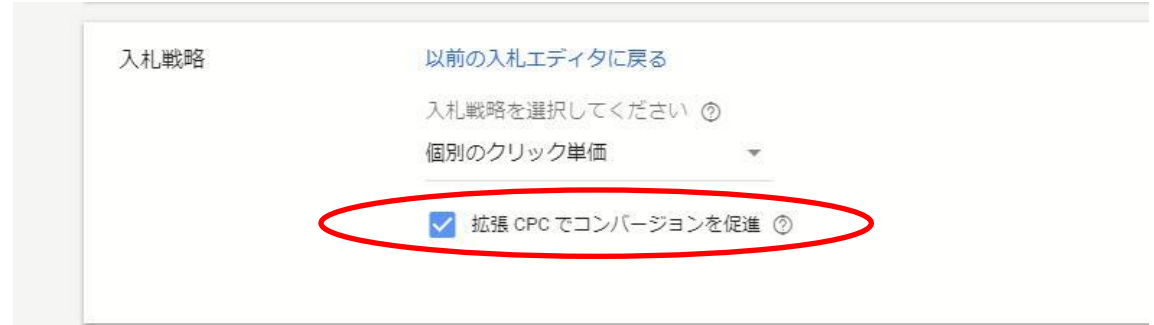 入札戦略
以前の入札エディタに戻る
入札戦略を選択してください
個別のクリック単価
拡張 CPC でコンバージョンを促進